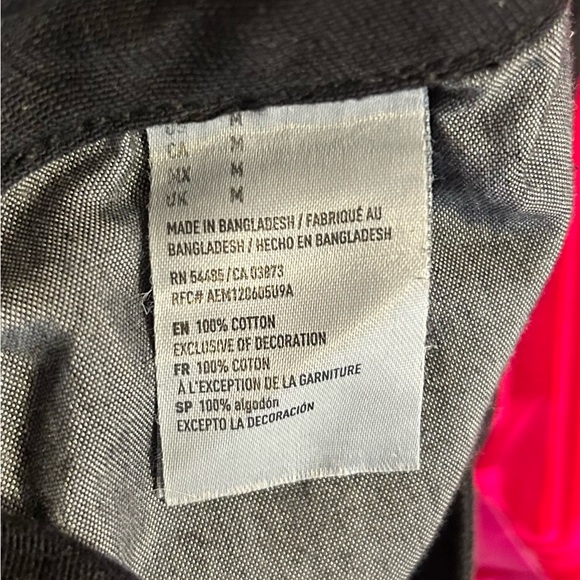 US M
CA M
MX M
UK M
MADE IN BANGLADESH / FABRIQUÉ AU
BANGLADESH / HECHO EN BANGLADESH
RN 54485 / CA 03873
RFC# AEM120605U9A
EN 100% COTTON
EXCLUSIVE OF DECORATION
FR 100% COTON
À L'EXCEPTION DE LA GARNITURE
SP 100% algodón
EXCEPTO LA DECORACIÓN